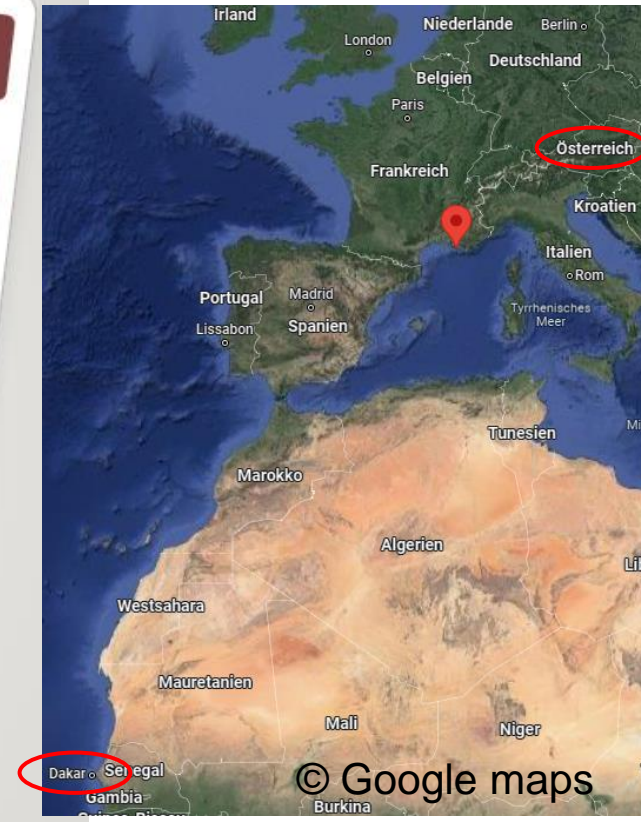 Irland
Niederlande
Berlin
London
Deutschland
Belgien
Paris
Österreich
Frankreich
Kroatien
Italien
Rom
Portugal
Madrid
Tyrrhenisches
Meer
Lissabon
Spanien
Tunesien
Marokko
Algerien
Westsahara
Mauretanien
Mali
Niger
Dakar
Senegal
Gambia
© Google maps
Burkina